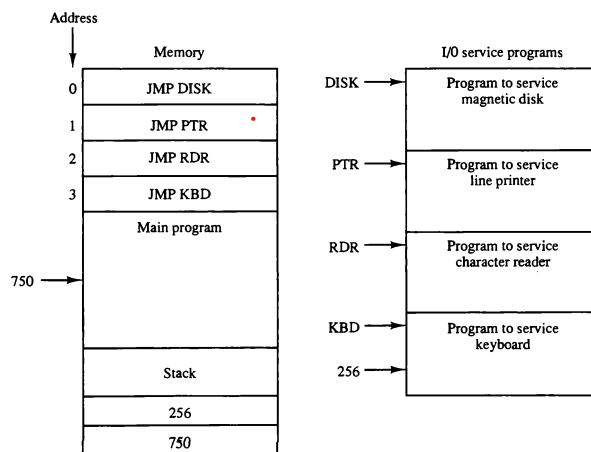 Address
Memory
0
JMP DISK
1
JMP PTR
2
JMP RDR
3
JMP KBD
Main program
750
Stack
256
750
I/0 service programs
DISK
Program to service
magnetic disk
PTR
Program to service
line printer
RDR
Program to service
character reader
KBD
Program to service
keyboard
256